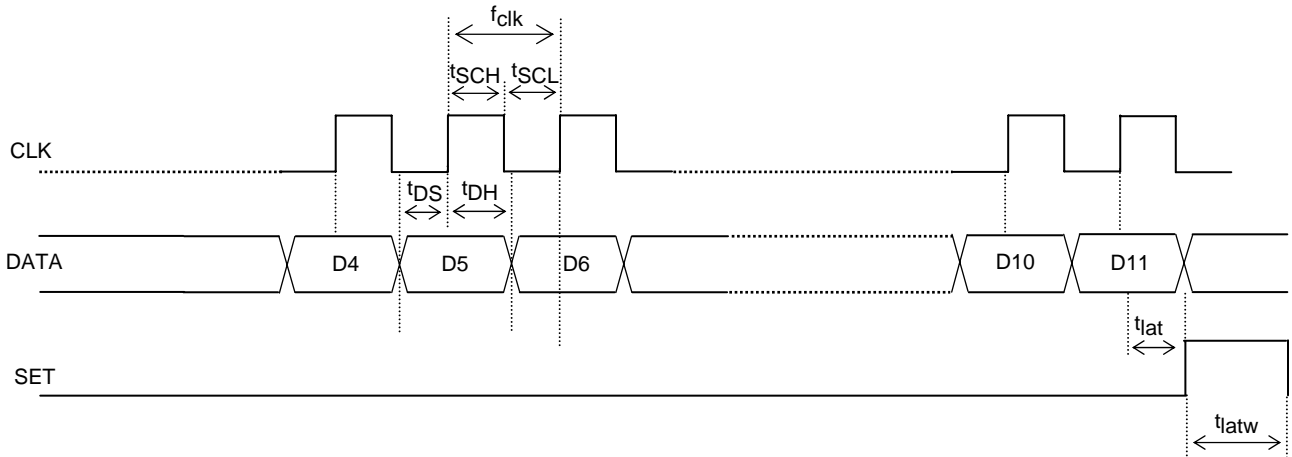 fclk
tSCH
tSCL
CLK
tDS
tDH
DATA
D4
D5
D6
D10
D11
tlat
SET
tlatw